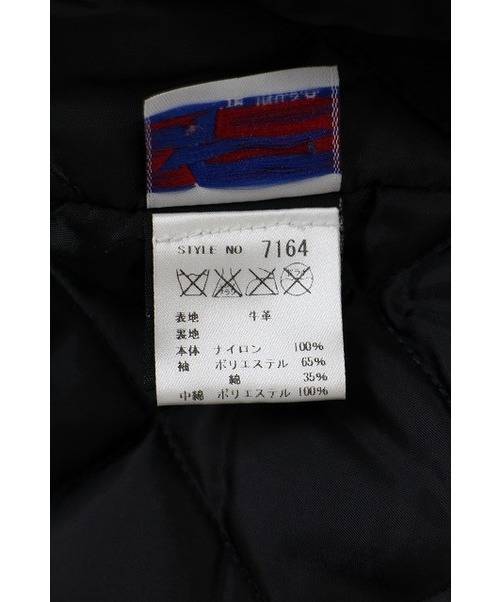 STYLE NO 7164
表地 牛革
裏地
本体 ナイロン 100%
袖 ポリエステル 65%
綿 35%
中綿 ポリエステル 100%